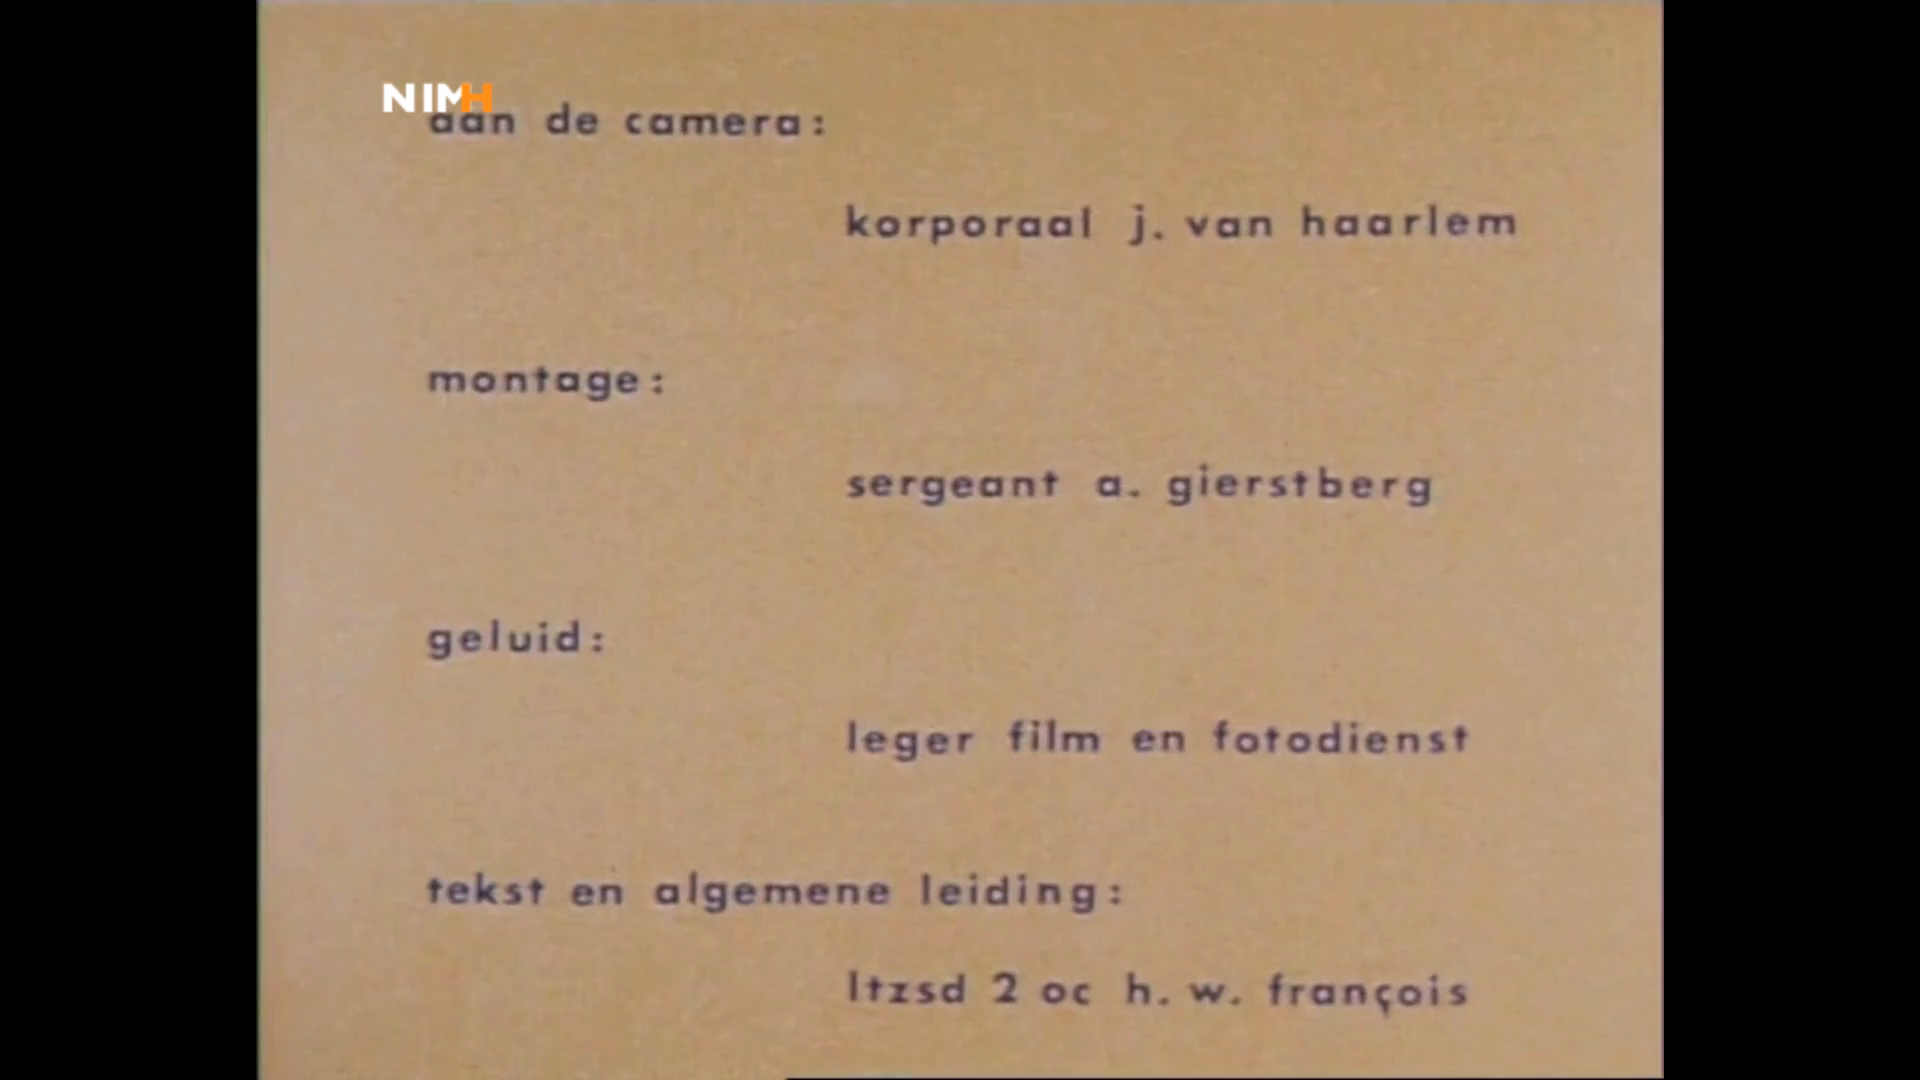 NIMH
aan de camera:
korporaal j. van haarlem
montage:
sergeant a. gierstberg
geluid:
leger film en fotodienst
tekst en algemene leiding:
ltzsd 2 oc h. w. françois